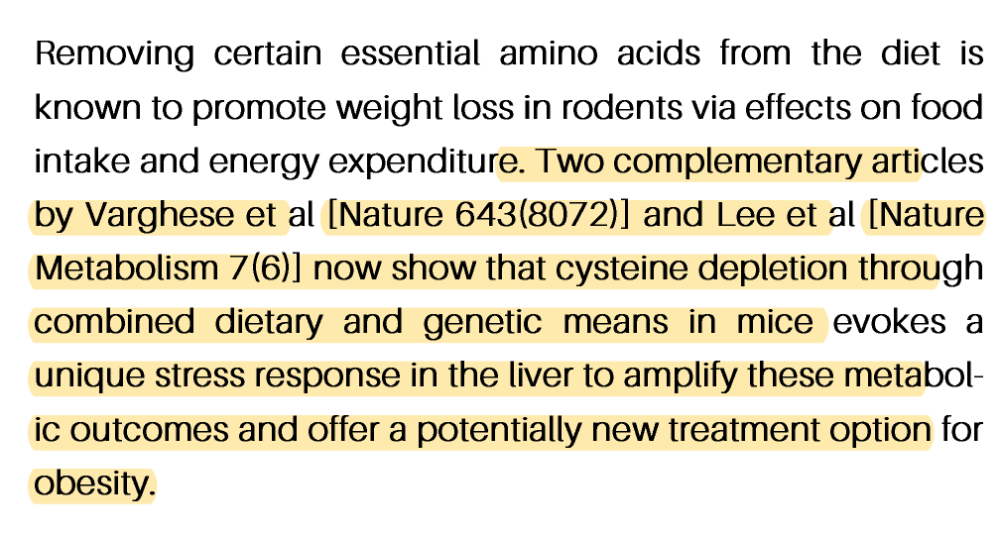 Removing certain essential amino acids from the diet is
known to promote weight loss in rodents via effects on food
intake and energy expenditure. Two complementary articles
by Varghese et al [Nature 643(8072)] and Lee et al [Nature
Metabolism 7(6)] now show that cysteine depletion through
combined dietary and genetic means in mice evokes a
unique stress response in the liver to amplify these metabol-
ic outcomes and offer a potentially new treatment option for
obesity.